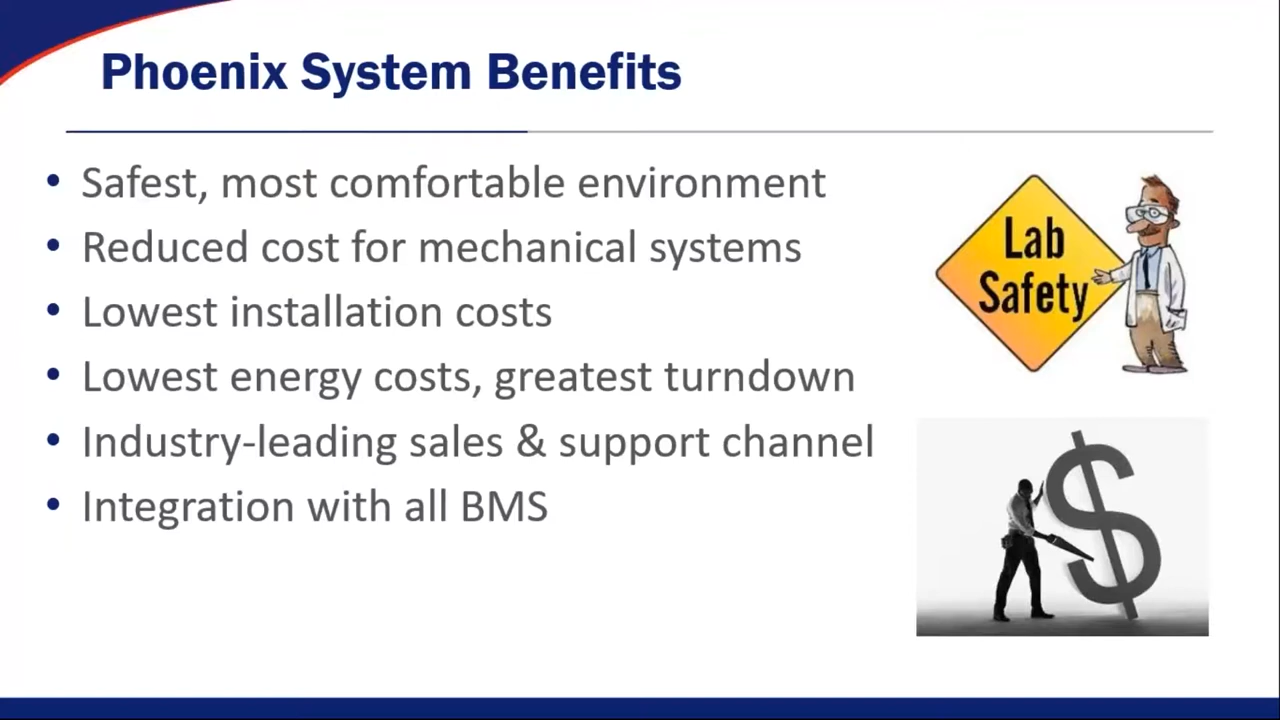 Phoenix System Benefits
• Safest, most comfortable environment
• Reduced cost for mechanical systems
• Lowest installation costs
• Lowest energy costs, greatest turndown
• Industry-leading sales & support channel
• Integration with all BMS
Lab
Safety
$